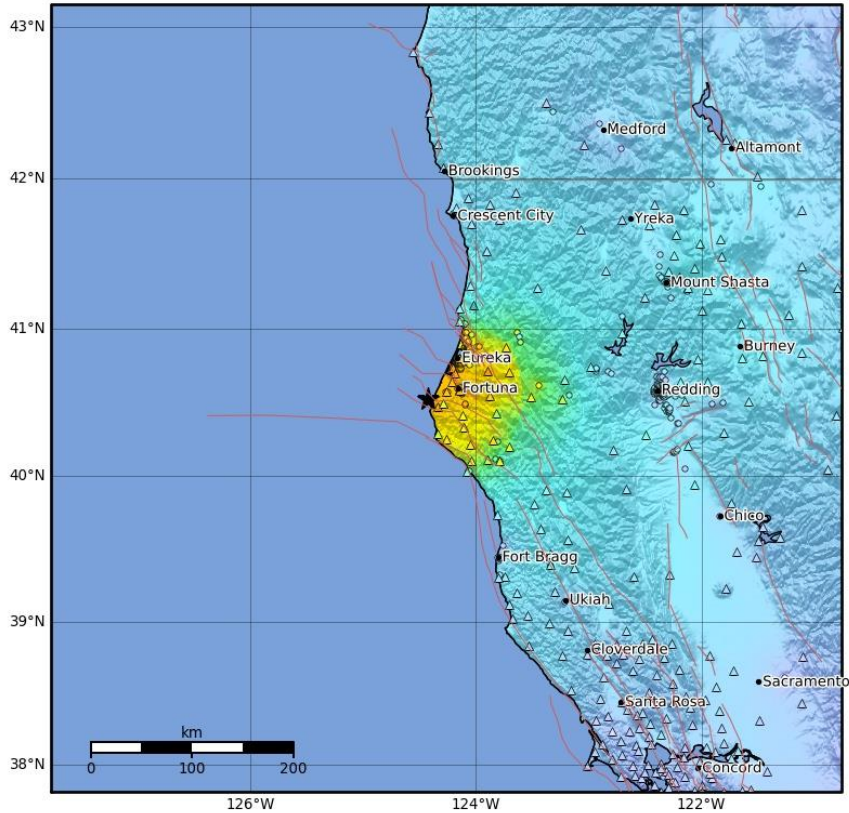 43°N
Medford
Altamont
42°N
Brookings
Crescent City
Yreka
Mount Shasta
41°N
Burney
Eureka
Fortuna
Redding
40°N
Chico
Fort Bragg
Ukiah
39°N
Cloverdale
Sacramento
Santa Rosa
km
38°N
Concord
0 100 200
126°W 124°W 122°W